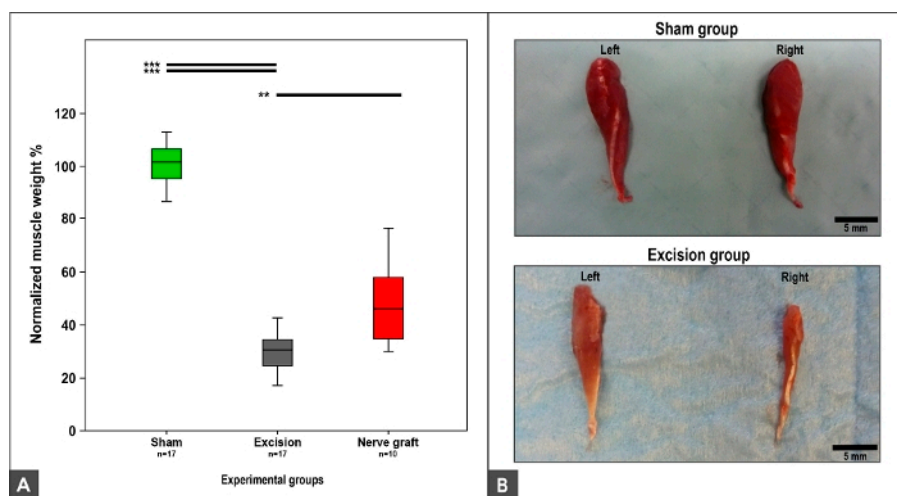 Normalized muscle weight %
***
***
**
120
100
80
60
40
20
0
Sham
n=17
Excision
n=17
Nerve graft
n=10
Experimental groups
A
Sham group
Left
Right
5 mm
Excision group
Left
Right
5 mm
B